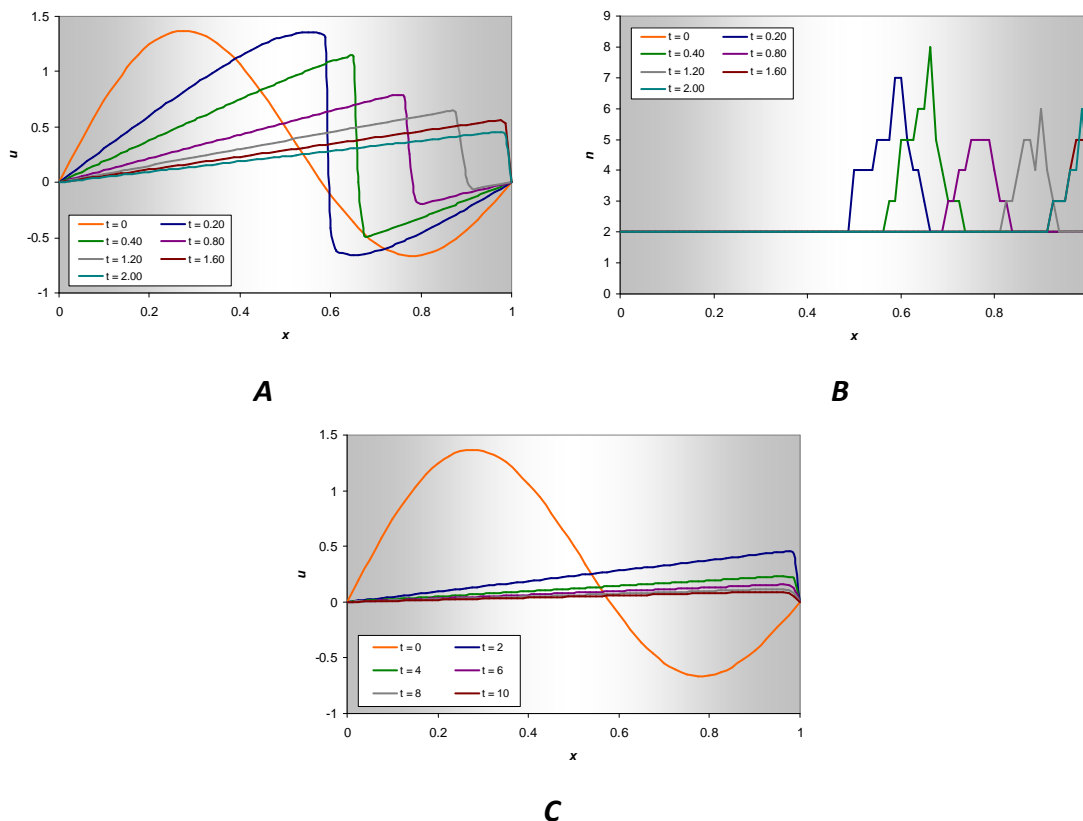 1.5
1
0.5
0
-0.5
-1
u
0 0.2 0.4 0.6 0.8 1
x
t = 0 t = 0.20
t = 0.40 t = 0.80
t = 1.20 t = 1.60
t = 2.00
A
9
8
7
6
5
4
3
2
1
0
n
0 0.2 0.4 0.6 0.8
x
t = 0 t = 0.20
t = 0.40 t = 0.80
t = 1.20 t = 1.60
t = 2.00
B
1.5
1
0.5
0
-0.5
-1
u
0 0.2 0.4 0.6 0.8 1
x
t = 0 t = 2
t = 4 t = 6
t = 8 t = 10
C